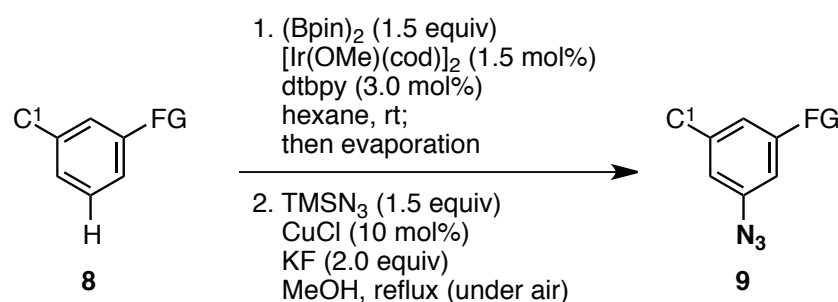 1. (Bpin)₂ (1.5 equiv)
[Ir(OMe)(cod)]₂ (1.5 mol%)
dtbpy (3.0 mol%)
hexane, rt;
then evaporation
2. TMSN₃ (1.5 equiv)
CuCl (10 mol%)
KF (2.0 equiv)
MeOH, reflux (under air)
C¹
FG
H
8
C¹
FG
N₃
9